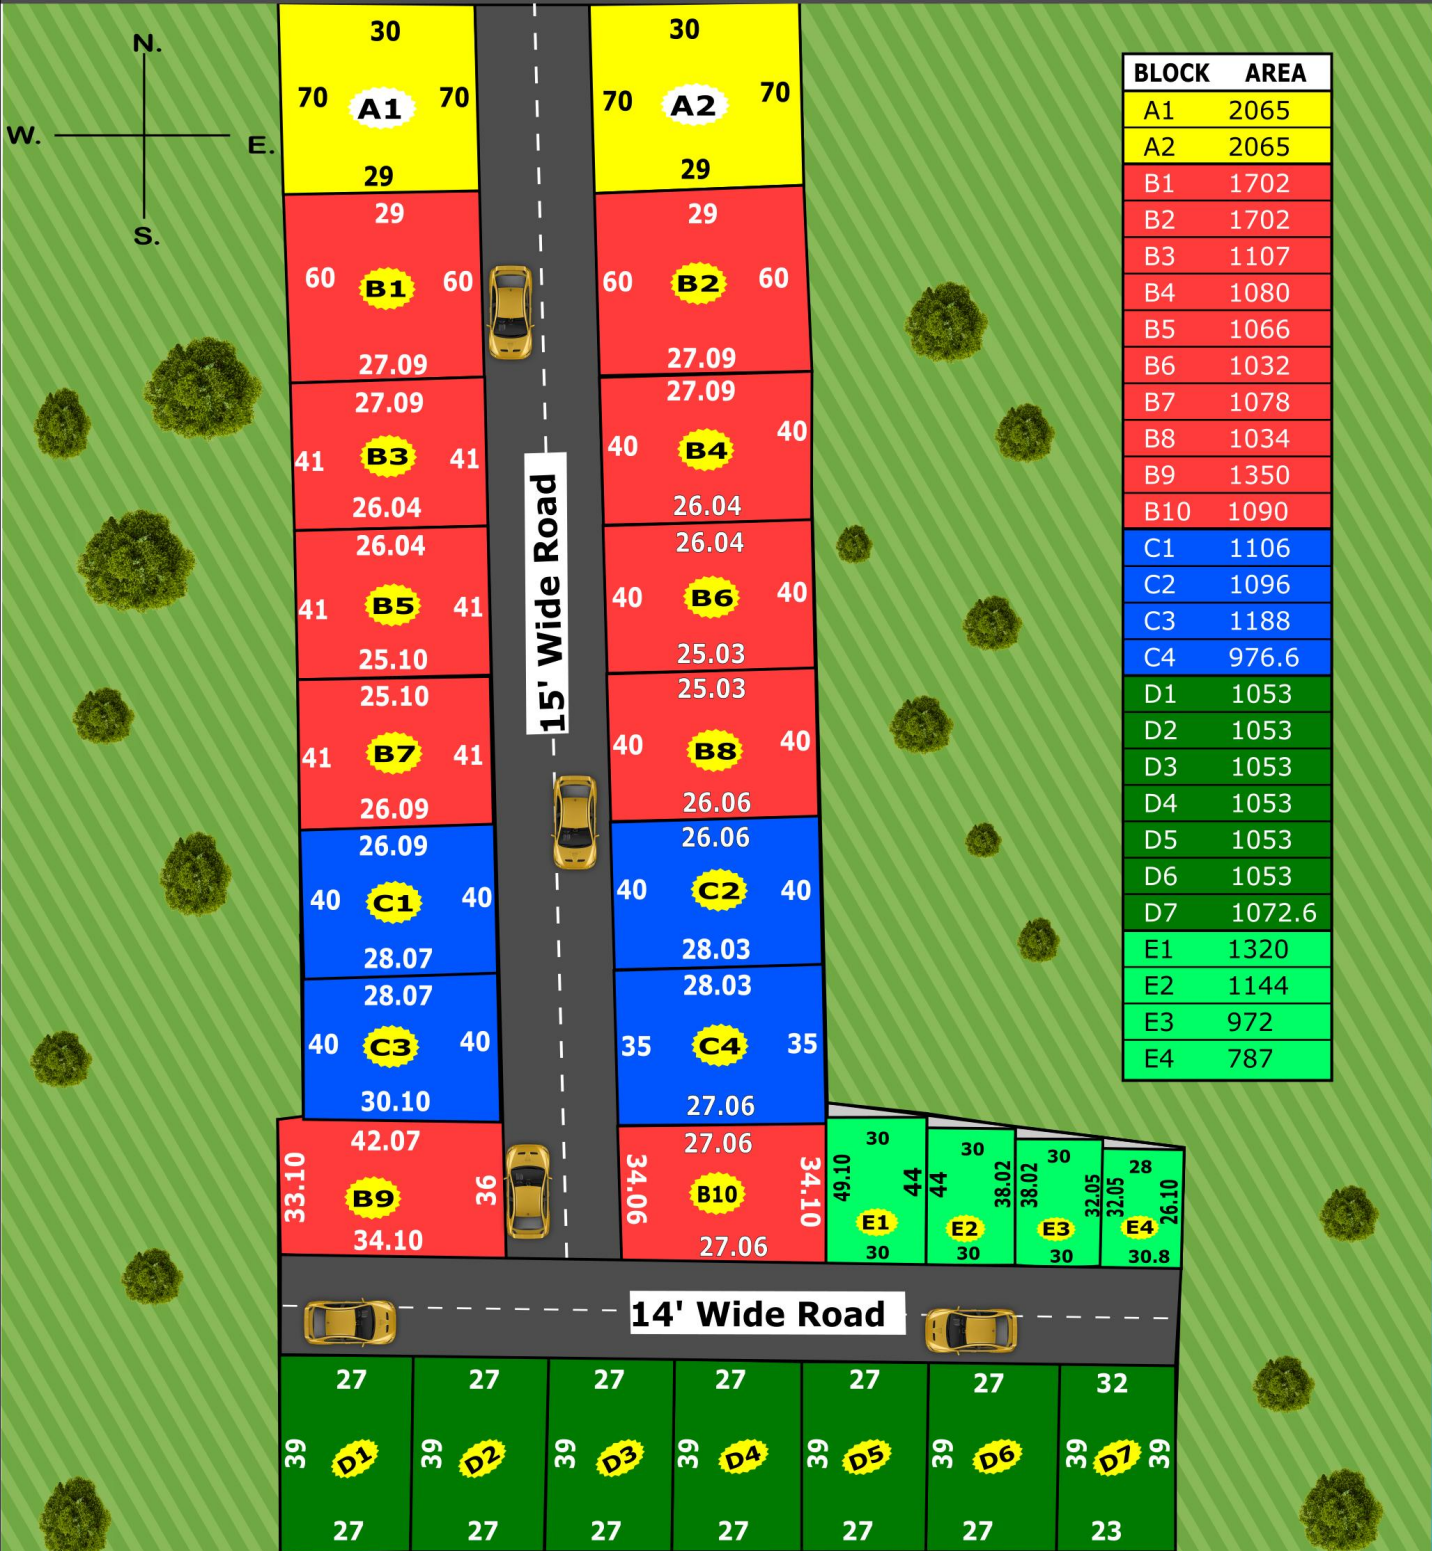 N.
W.
E.
S.
30
70 A1 70
29
30
70 A2 70
29
29
60 B1 60
27.09
29
60 B2 60
27.09
27.09
41 B3 41
26.04
27.09
40 B4 40
26.04
26.04
41 B5 41
25.10
26.04
40 B6 40
25.03
25.10
41 B7 41
26.09
25.03
40 B8 40
26.06
26.09
40 C1 40
28.07
26.06
40 C2 40
28.03
28.07
40 C3 40
30.10
28.03
35 C4 35
27.06
15' Wide Road
42.07
33.10 B9 36
34.10
27.06
34.06 B10 34.10
27.06
30
49.10 44
E1
30
30
44 38.02
E2
30
30
38.02 32.05
E3
30
28
32.05 26.10
E4
30.8
14' Wide Road
27
39 D1
27
27
39 D2
27
27
39 D3
27
27
39 D4
27
27
39 D5
27
27
39 D6
27
32
39 D7 39
23
BLOCK AREA
A1 2065
A2 2065
B1 1702
B2 1702
B3 1107
B4 1080
B5 1066
B6 1032
B7 1078
B8 1034
B9 1350
B10 1090
C1 1106
C2 1096
C3 1188
C4 976.6
D1 1053
D2 1053
D3 1053
D4 1053
D5 1053
D6 1053
D7 1072.6
E1 1320
E2 1144
E3 972
E4 787